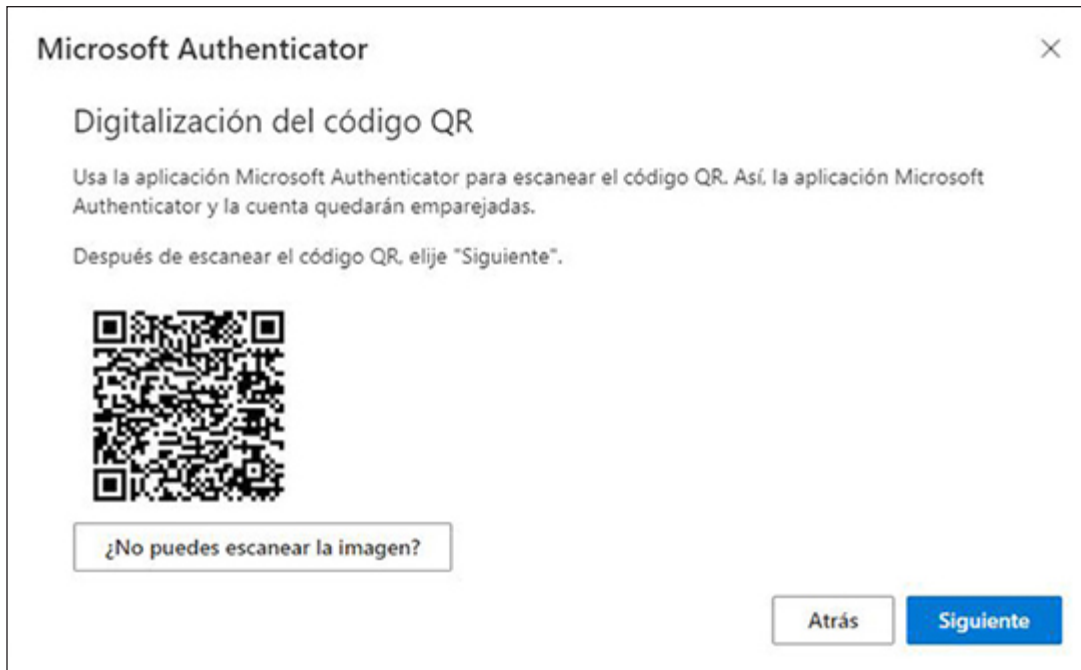 Microsoft Authenticator
Digitalización del código QR
Usa la aplicación Microsoft Authenticator para escanear el código QR. Así, la aplicación Microsoft
Authenticator y la cuenta quedarán emparejadas.
Después de escanear el código QR, elije "Siguiente".
¿No puedes escanear la imagen?
Atrás
Siguiente